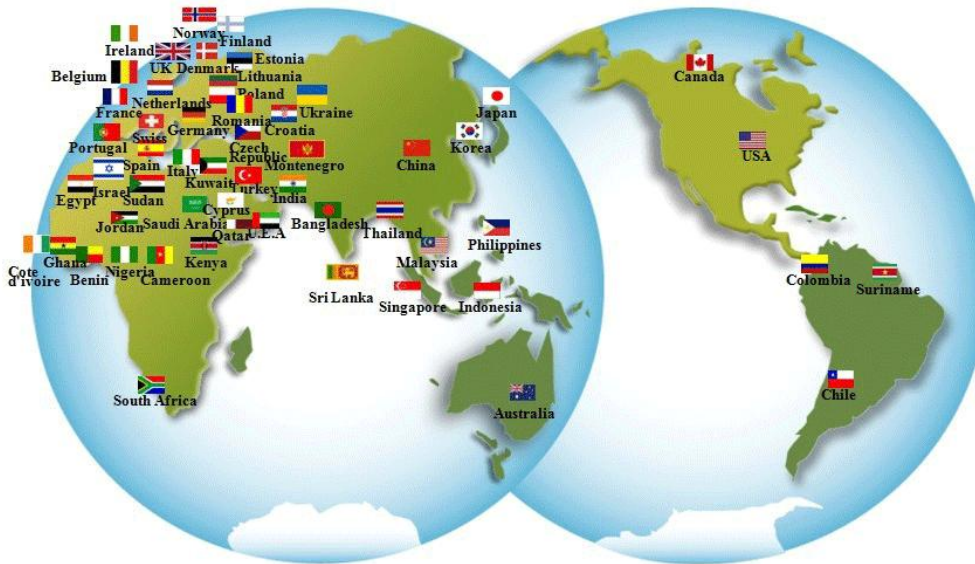 Norway
Finland
Ireland
UK
Denmark
Estonia
Belgium
Lithuania
Netherlands
Poland
France
Romania
Ukraine
Japan
Canada
Portugal
Swiss
Germany
Czech
Republic
Croatia
Korea
USA
Spain
Italy
Kuwait
Montenegro
China
Egypt
Israel
Sudan
Turkey
India
Jordan
Saudi Arabia
Cyprus
Qatar
U.E.A
Bangladesh
Thailand
Philippines
Cote
d'ivoire
Ghana
Benin
Nigeria
Cameroon
Kenya
Malaysia
Sri Lanka
Singapore
Indonesia
Colombia
Suriname
South Africa
Australia
Chile